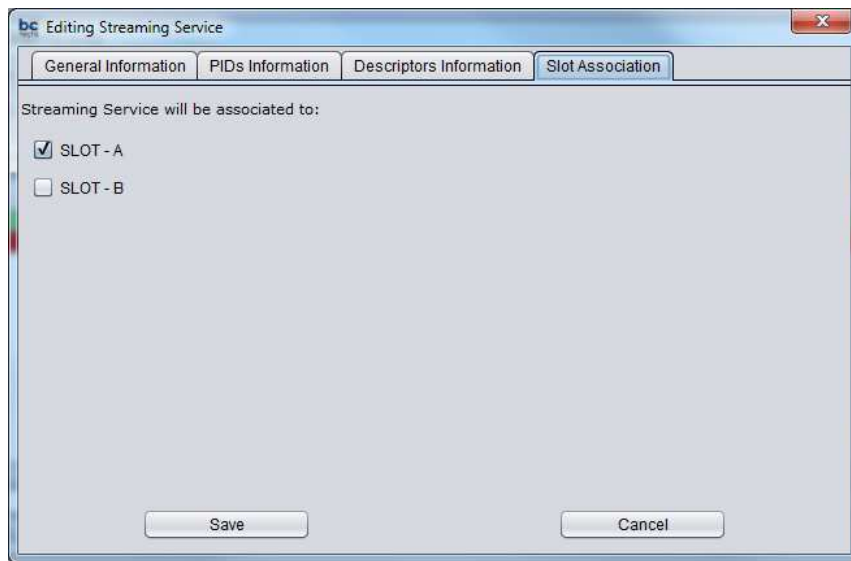 bc Editing Streaming Service
General Information PIDs Information Descriptors Information Slot Association
Streaming Service will be associated to:
SLOT - A
SLOT - B
Save Cancel